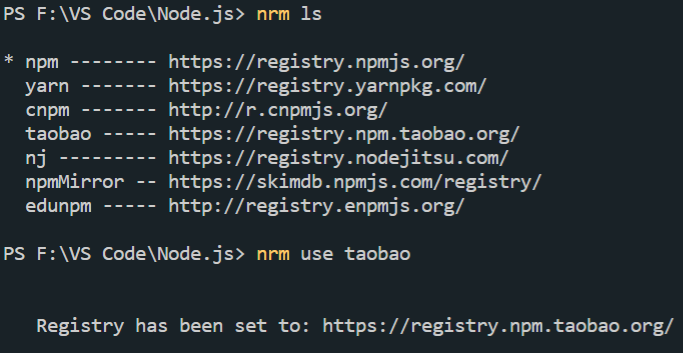 PS F:\VS Code\Node.js> nrm ls
* npm -------- https://registry.npmjs.org/
yarn ------- https://registry.yarnpkg.com/
cnpm ------- http://r.cnpmjs.org/
taobao ----- https://registry.npm.taobao.org/
nj --------- https://registry.nodejitsu.com/
npmMirror -- https://skimdb.npmjs.com/registry/
edunpm ----- http://registry.enpmjs.org/
PS F:\VS Code\Node.js> nrm use taobao
Registry has been set to: https://registry.npm.taobao.org/